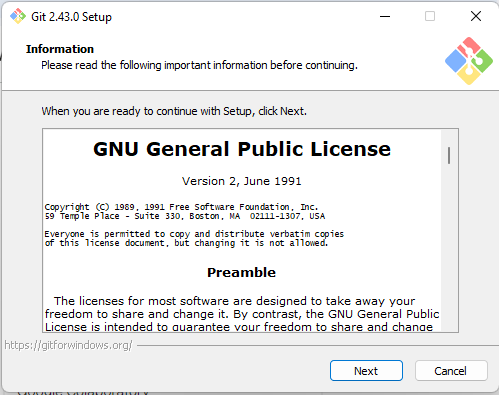 Git 2.43.0 Setup
Information
Please read the following important information before continuing.
When you are ready to continue with Setup, click Next.
GNU General Public License
Version 2, June 1991
Copyright (C) 1989, 1991 Free Software Foundation, Inc.
59 Temple Place - Suite 330, Boston, MA  02111-1307, USA
Everyone is permitted to copy and distribute verbatim copies
of this license document, but changing it is not allowed.
Preamble
The licenses for most software are designed to take away your
freedom to share and change it. By contrast, the GNU General Public
License is intended to guarantee your freedom to share and change
https://gitforwindows.org/
Next
Cancel
Google Colaboratory